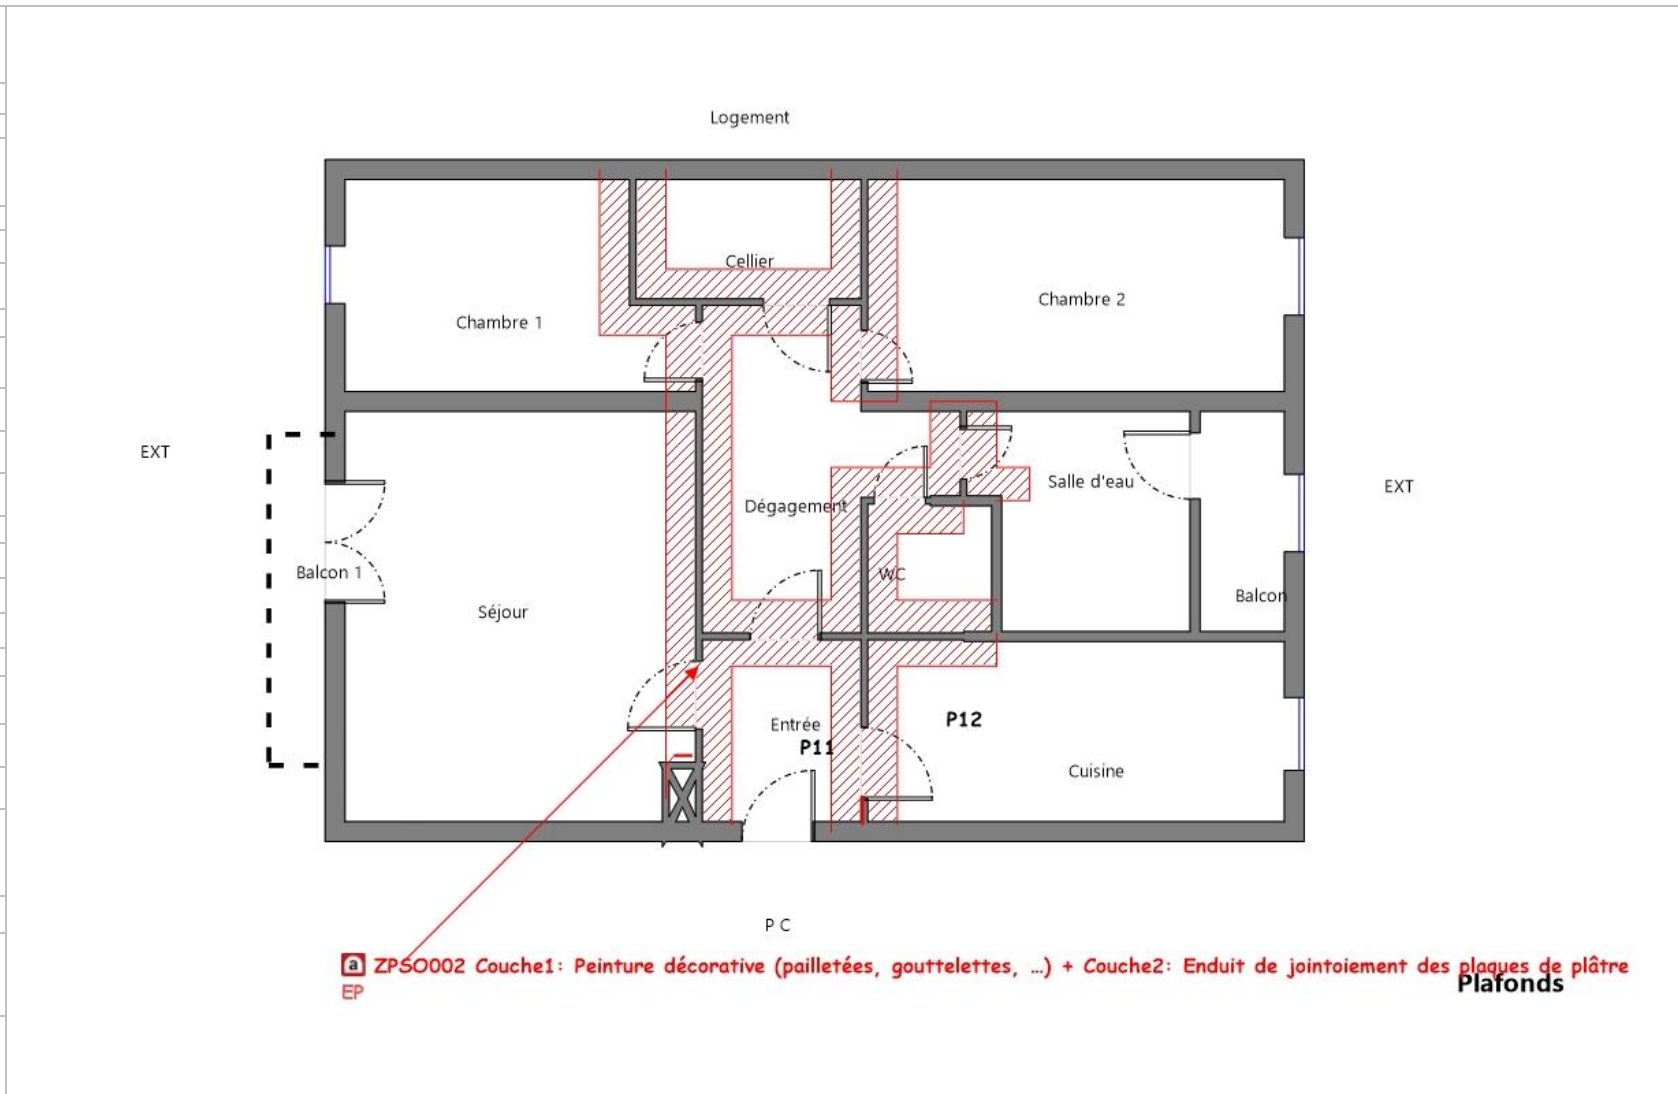 Logement
Cellier
Chambre 2
Chambre 1
EXT
Salle d'eau
EXT
Dégagement
Balcon 1
WC
Balcon
Séjour
P12
Entrée
P11
Cuisine
P C
a ZPSO002 Couche1: Peinture décorative (pailletées, gouttelettes, ...) + Couche2: Enduit de jointoiement des plaques de plâtre
EP
Plafonds